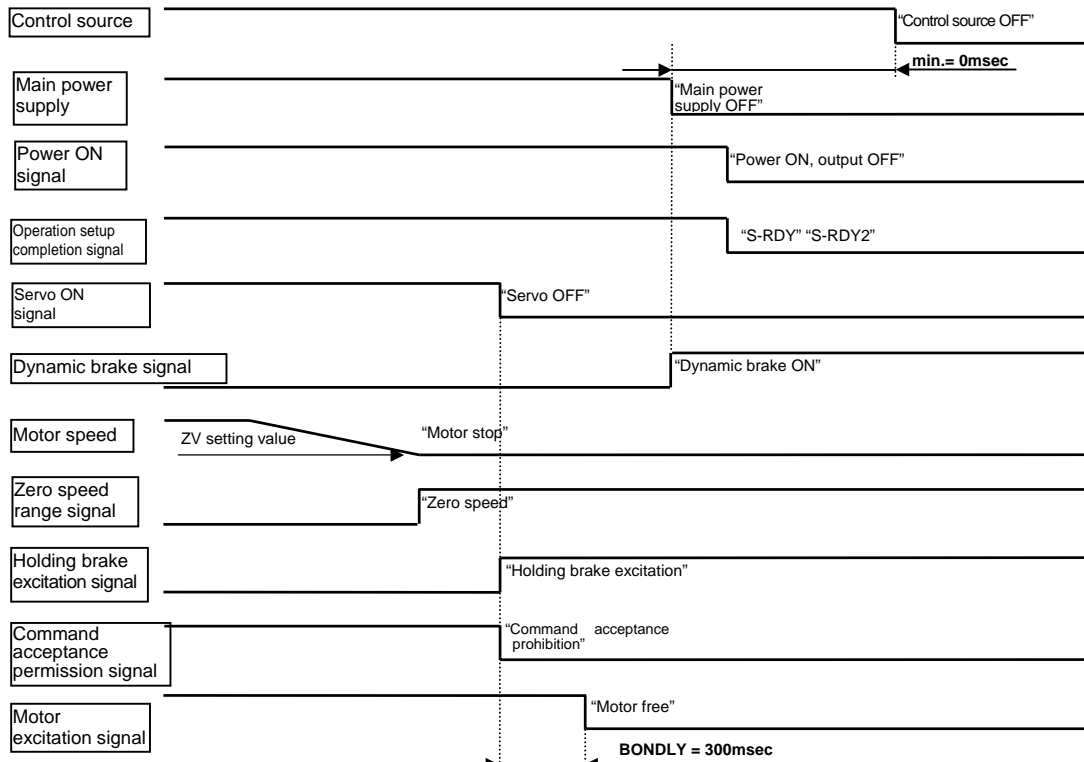 Control source
“Control source OFF”
min.= 0msec
Main power
supply
“Main power
supply OFF”
Power ON
signal
“Power ON, output OFF”
Operation setup
completion signal
“S-RDY” “S-RDY2”
Servo ON
signal
“Servo OFF”
Dynamic brake signal
“Dynamic brake ON”
Motor speed
ZV setting value
“Motor stop”
Zero speed
range signal
“Zero speed”
Holding brake
excitation signal
“Holding brake excitation”
Command
acceptance
permission signal
“Command acceptance
prohibition”
Motor
excitation signal
“Motor free”
BONDLY = 300msec